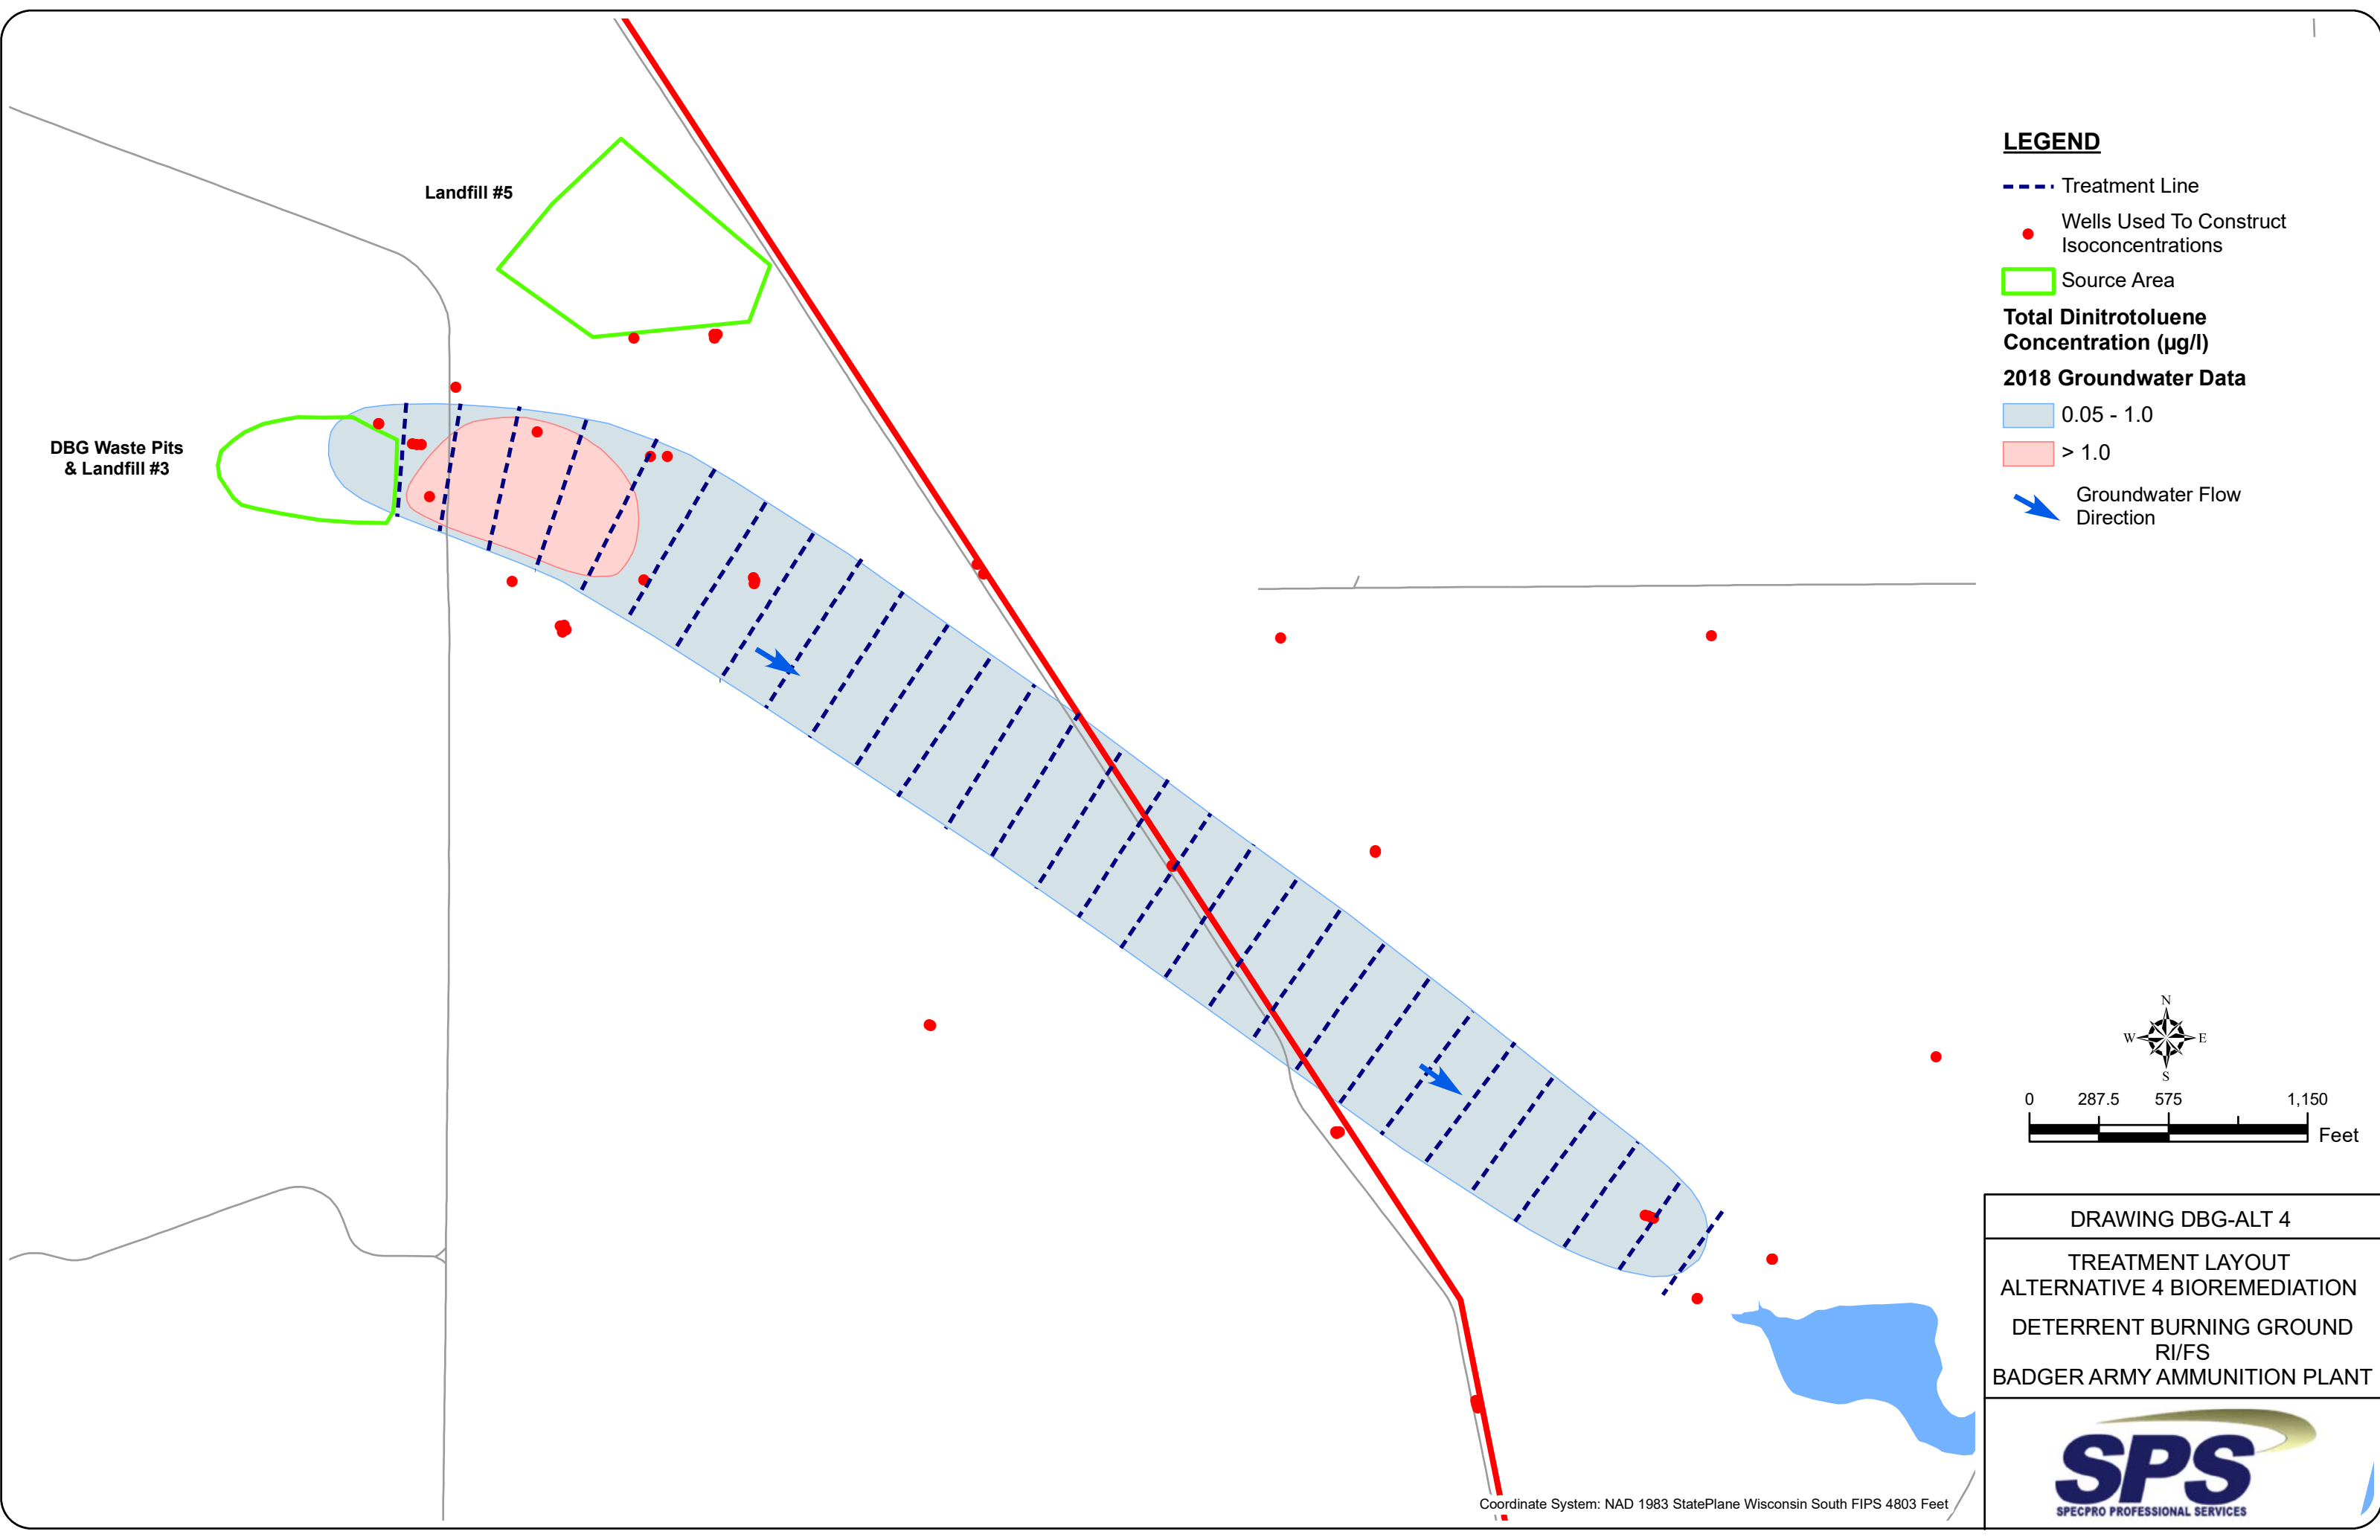 Landfill #5
DBG Waste Pits
& Landfill #3
LEGEND
Treatment Line
Wells Used To Construct
Isoconcentrations
Source Area
Total Dinitrotoluene
Concentration (µg/l)
2018 Groundwater Data
0.05 - 1.0
> 1.0
Groundwater Flow
Direction
N
W E
S
0 287.5 575 1,150
Feet
DRAWING DBG-ALT 4
TREATMENT LAYOUT
ALTERNATIVE 4 BIOREMEDIATION
DETERRENT BURNING GROUND
RI/FS
BADGER ARMY AMMUNITION PLANT
SPS
SPECPRO PROFESSIONAL SERVICES
Coordinate System: NAD 1983 StatePlane Wisconsin South FIPS 4803 Feet